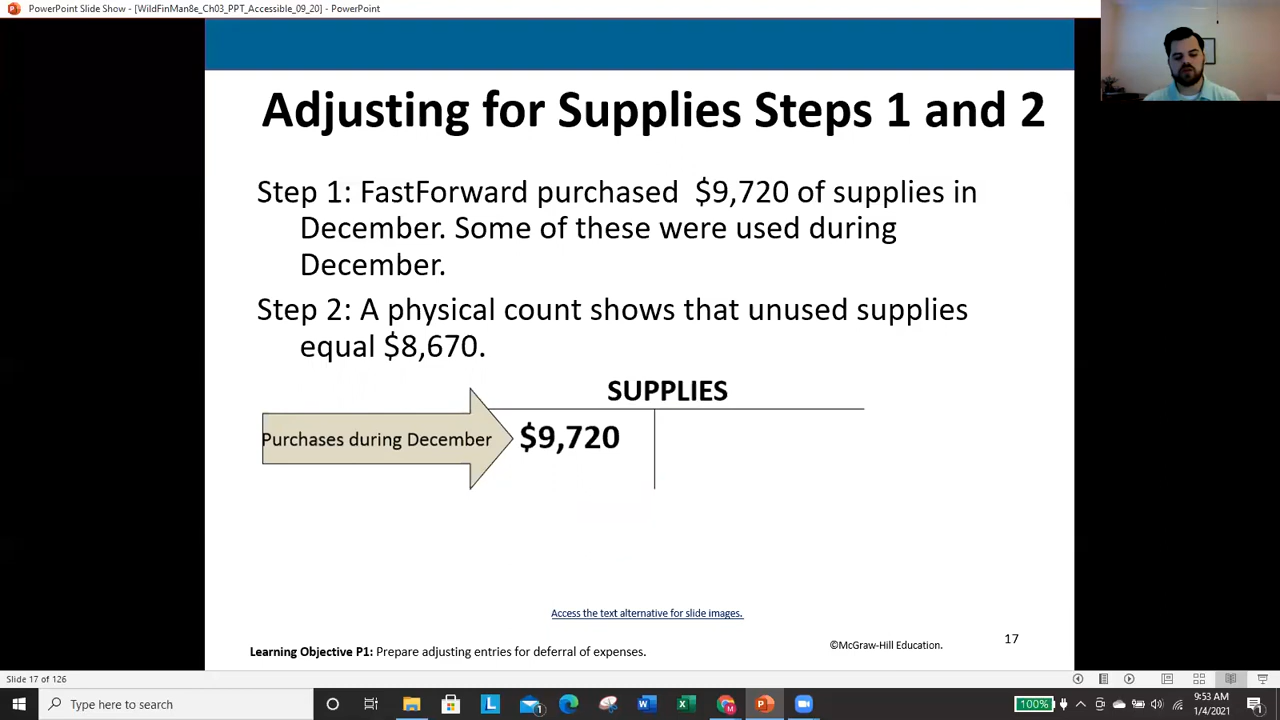 PowerPoint Slide Show - [WildFinMan8e_Ch03_PPT_Accessible_09_20] - PowerPoint
Adjusting for Supplies Steps 1 and 2
Step 1: FastForward purchased $9,720 of supplies in
December. Some of these were used during
December.
Step 2: A physical count shows that unused supplies
equal $8,670.
SUPPLIES
Purchases during December
$9,720
Access the text alternative for slide images.
Learning Objective P1: Prepare adjusting entries for deferral of expenses.
©McGraw-Hill Education.
17
Slide 17 of 126
Type here to search
100%
9:53 AM
1/4/2021